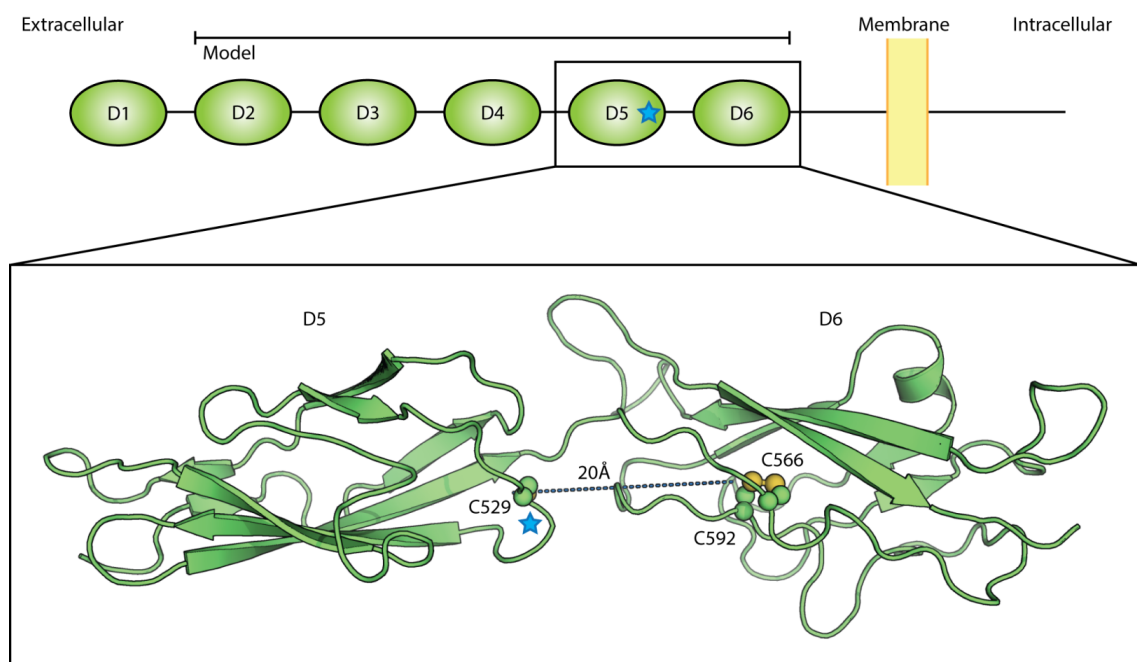 Extracellular
Membrane
Intracellular
Model
D1
D2
D3
D4
D5
D6
D5
D6
20Å
C566
C529
C592